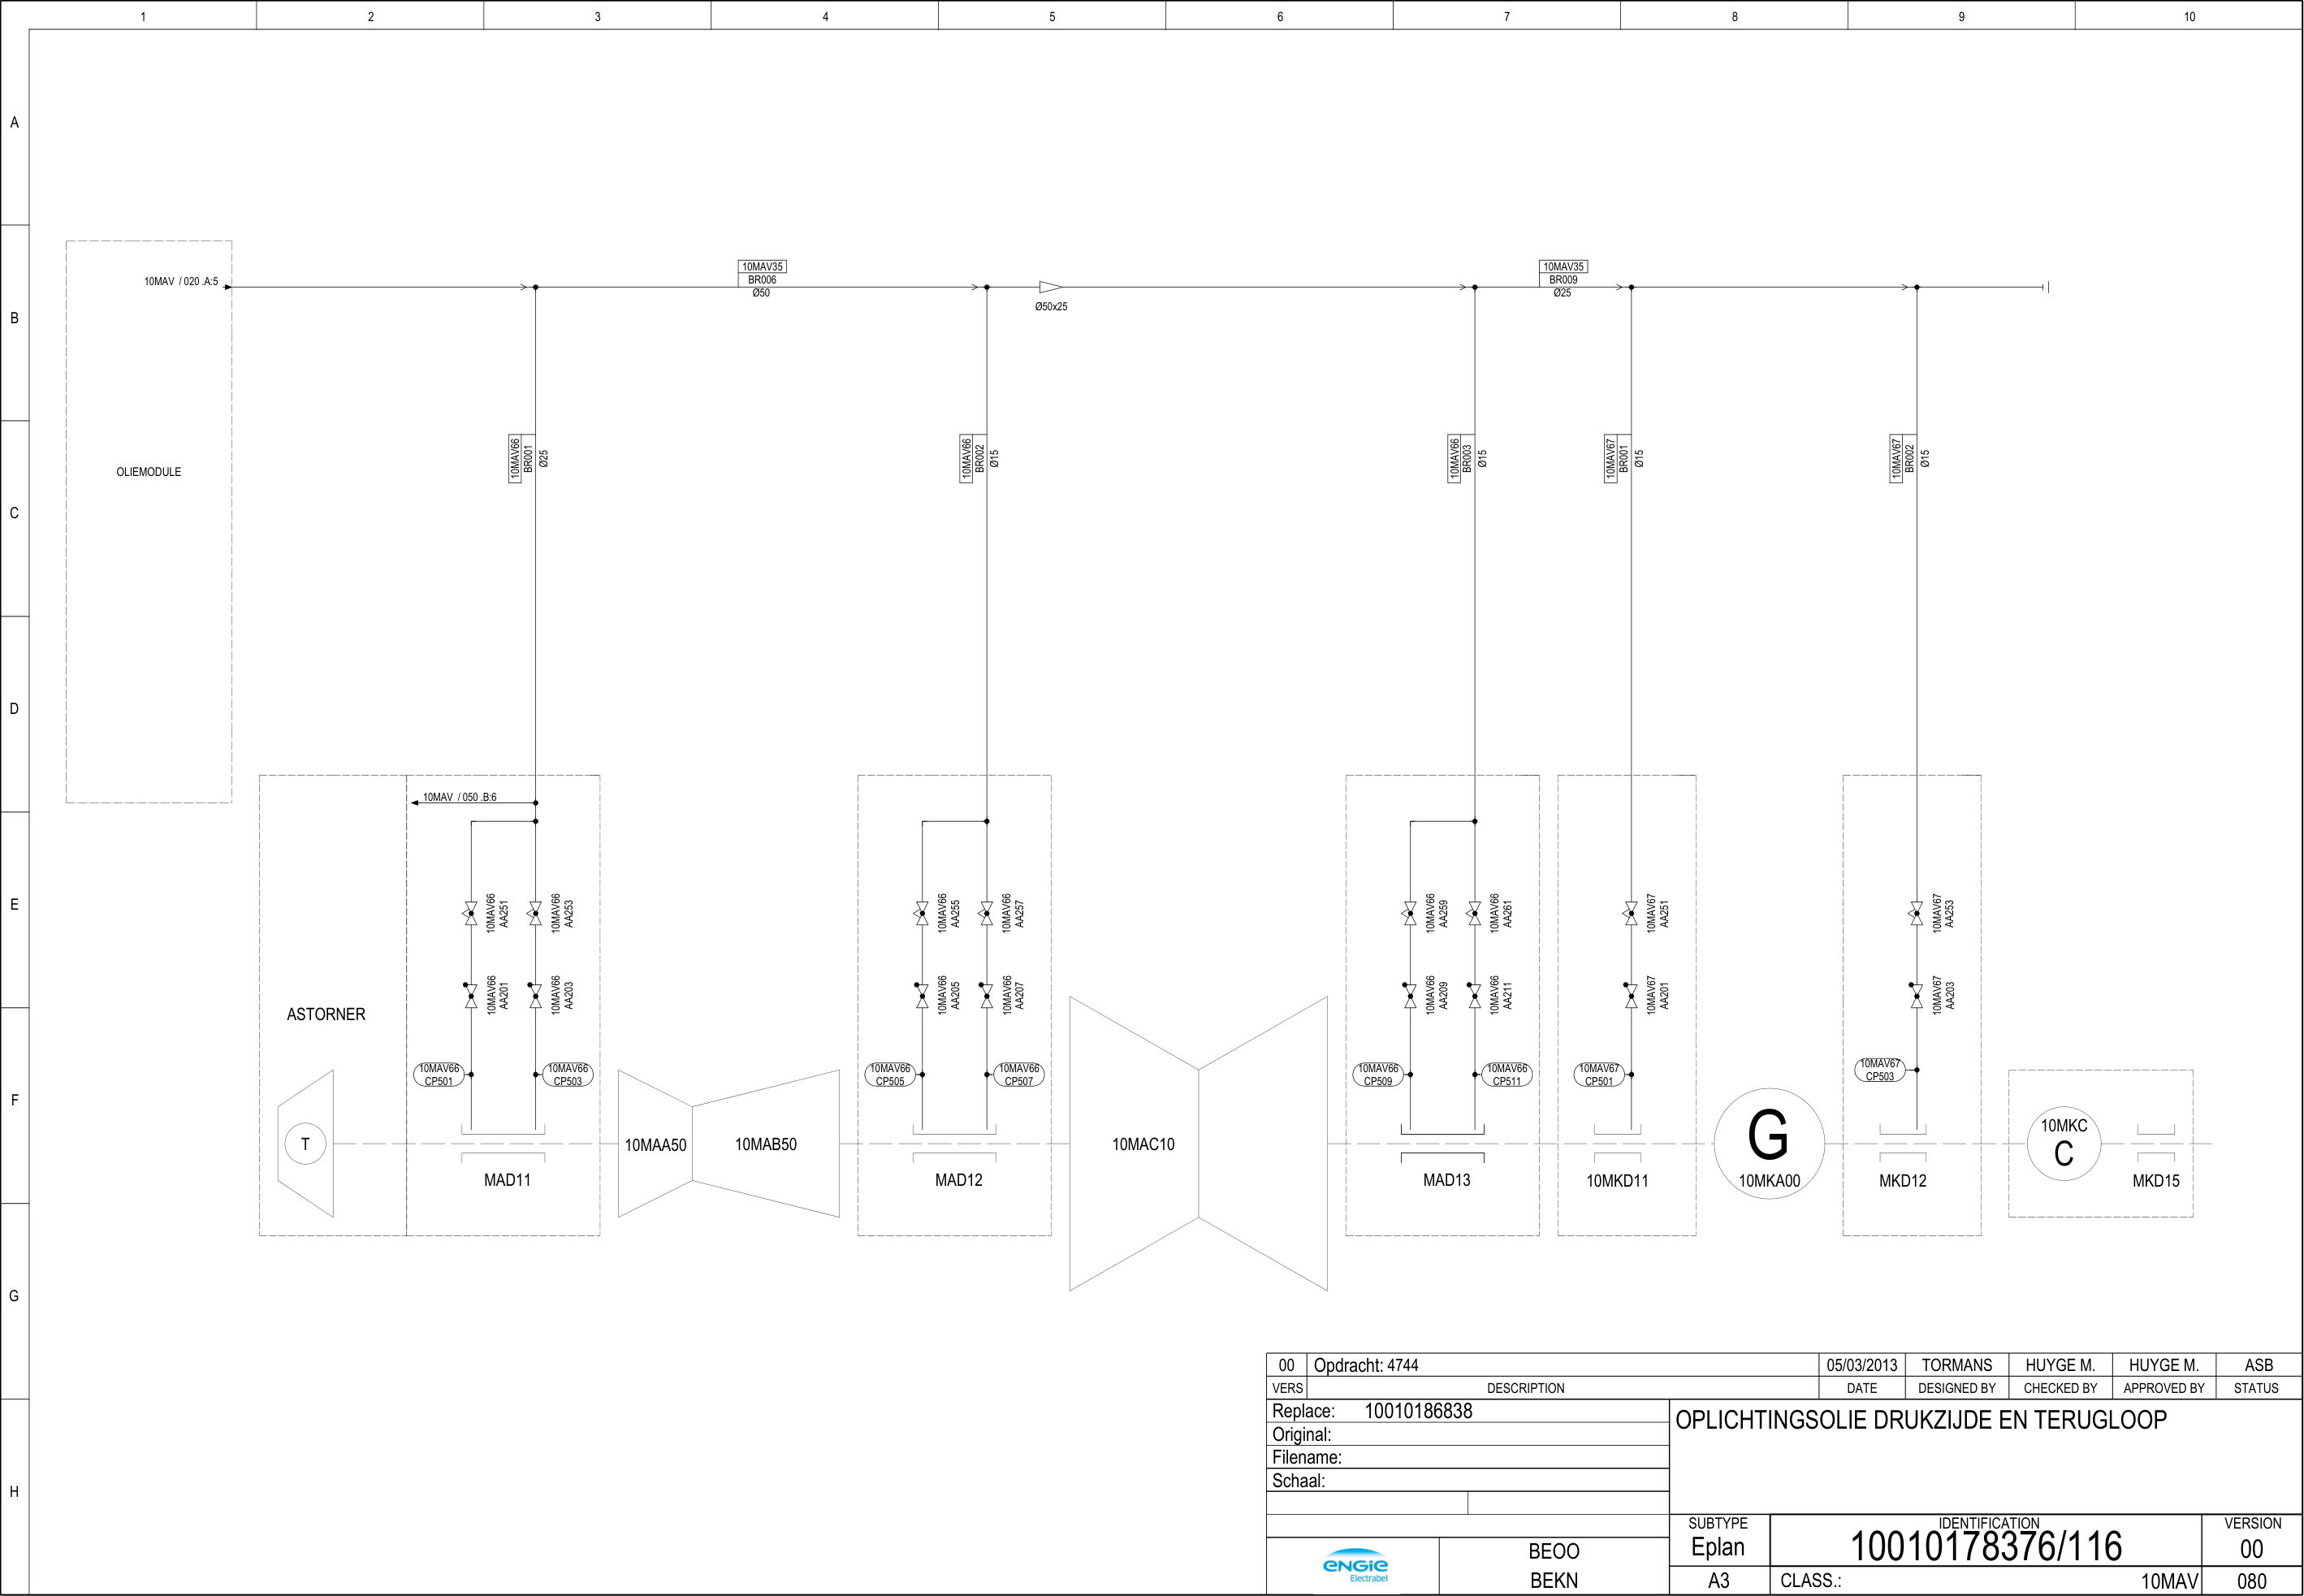 1 2 3 4 5 6 7 8 9 10
A
B
C
D
E
F
G
H
10MAV / 020 .A:5
OLIEMODULE
10MAV35
BR006
Ø50
Ø50x25
10MAV35
BR009
Ø25
10MAV66
BR001
Ø25
10MAV66
BR002
Ø15
10MAV66
BR003
Ø15
10MAV67
BR001
Ø15
10MAV67
BR002
Ø15
10MAV / 050 .B:6
10MAV66
AA251
10MAV66
AA253
10MAV66
AA255
10MAV66
AA257
10MAV66
AA259
10MAV66
AA261
10MAV67
AA251
10MAV67
AA253
10MAV66
AA201
10MAV66
AA203
10MAV66
AA205
10MAV66
AA207
10MAV66
AA209
10MAV66
AA211
10MAV67
AA201
10MAV67
AA203
ASTORNER
10MAV66
CP501
10MAV66
CP503
10MAV66
CP505
10MAV66
CP507
10MAV66
CP509
10MAV66
CP511
10MAV67
CP501
10MAV67
CP503
T
MAD11
10MAA50
10MAB50
MAD12
10MAC10
MAD13
10MKD11
G
10MKA00
MKD12
10MKC
C
MKD15
00 Opdracht: 4744 05/03/2013 TORMANS HUYGE M. HUYGE M. ASB
VERS DESCRIPTION DATE DESIGNED BY CHECKED BY APPROVED BY STATUS
Replace: 10010186838
Original:
Filename:
Schaal:
OPLICHTINGSOLIE DRUKZIJDE EN TERUGLOOP
ENGIE
Electrabel
BEOO
BEKN
SUBTYPE
Eplan
A3
IDENTIFICATION
10010178376/116
CLASS.: 10MAV
VERSION
00
080